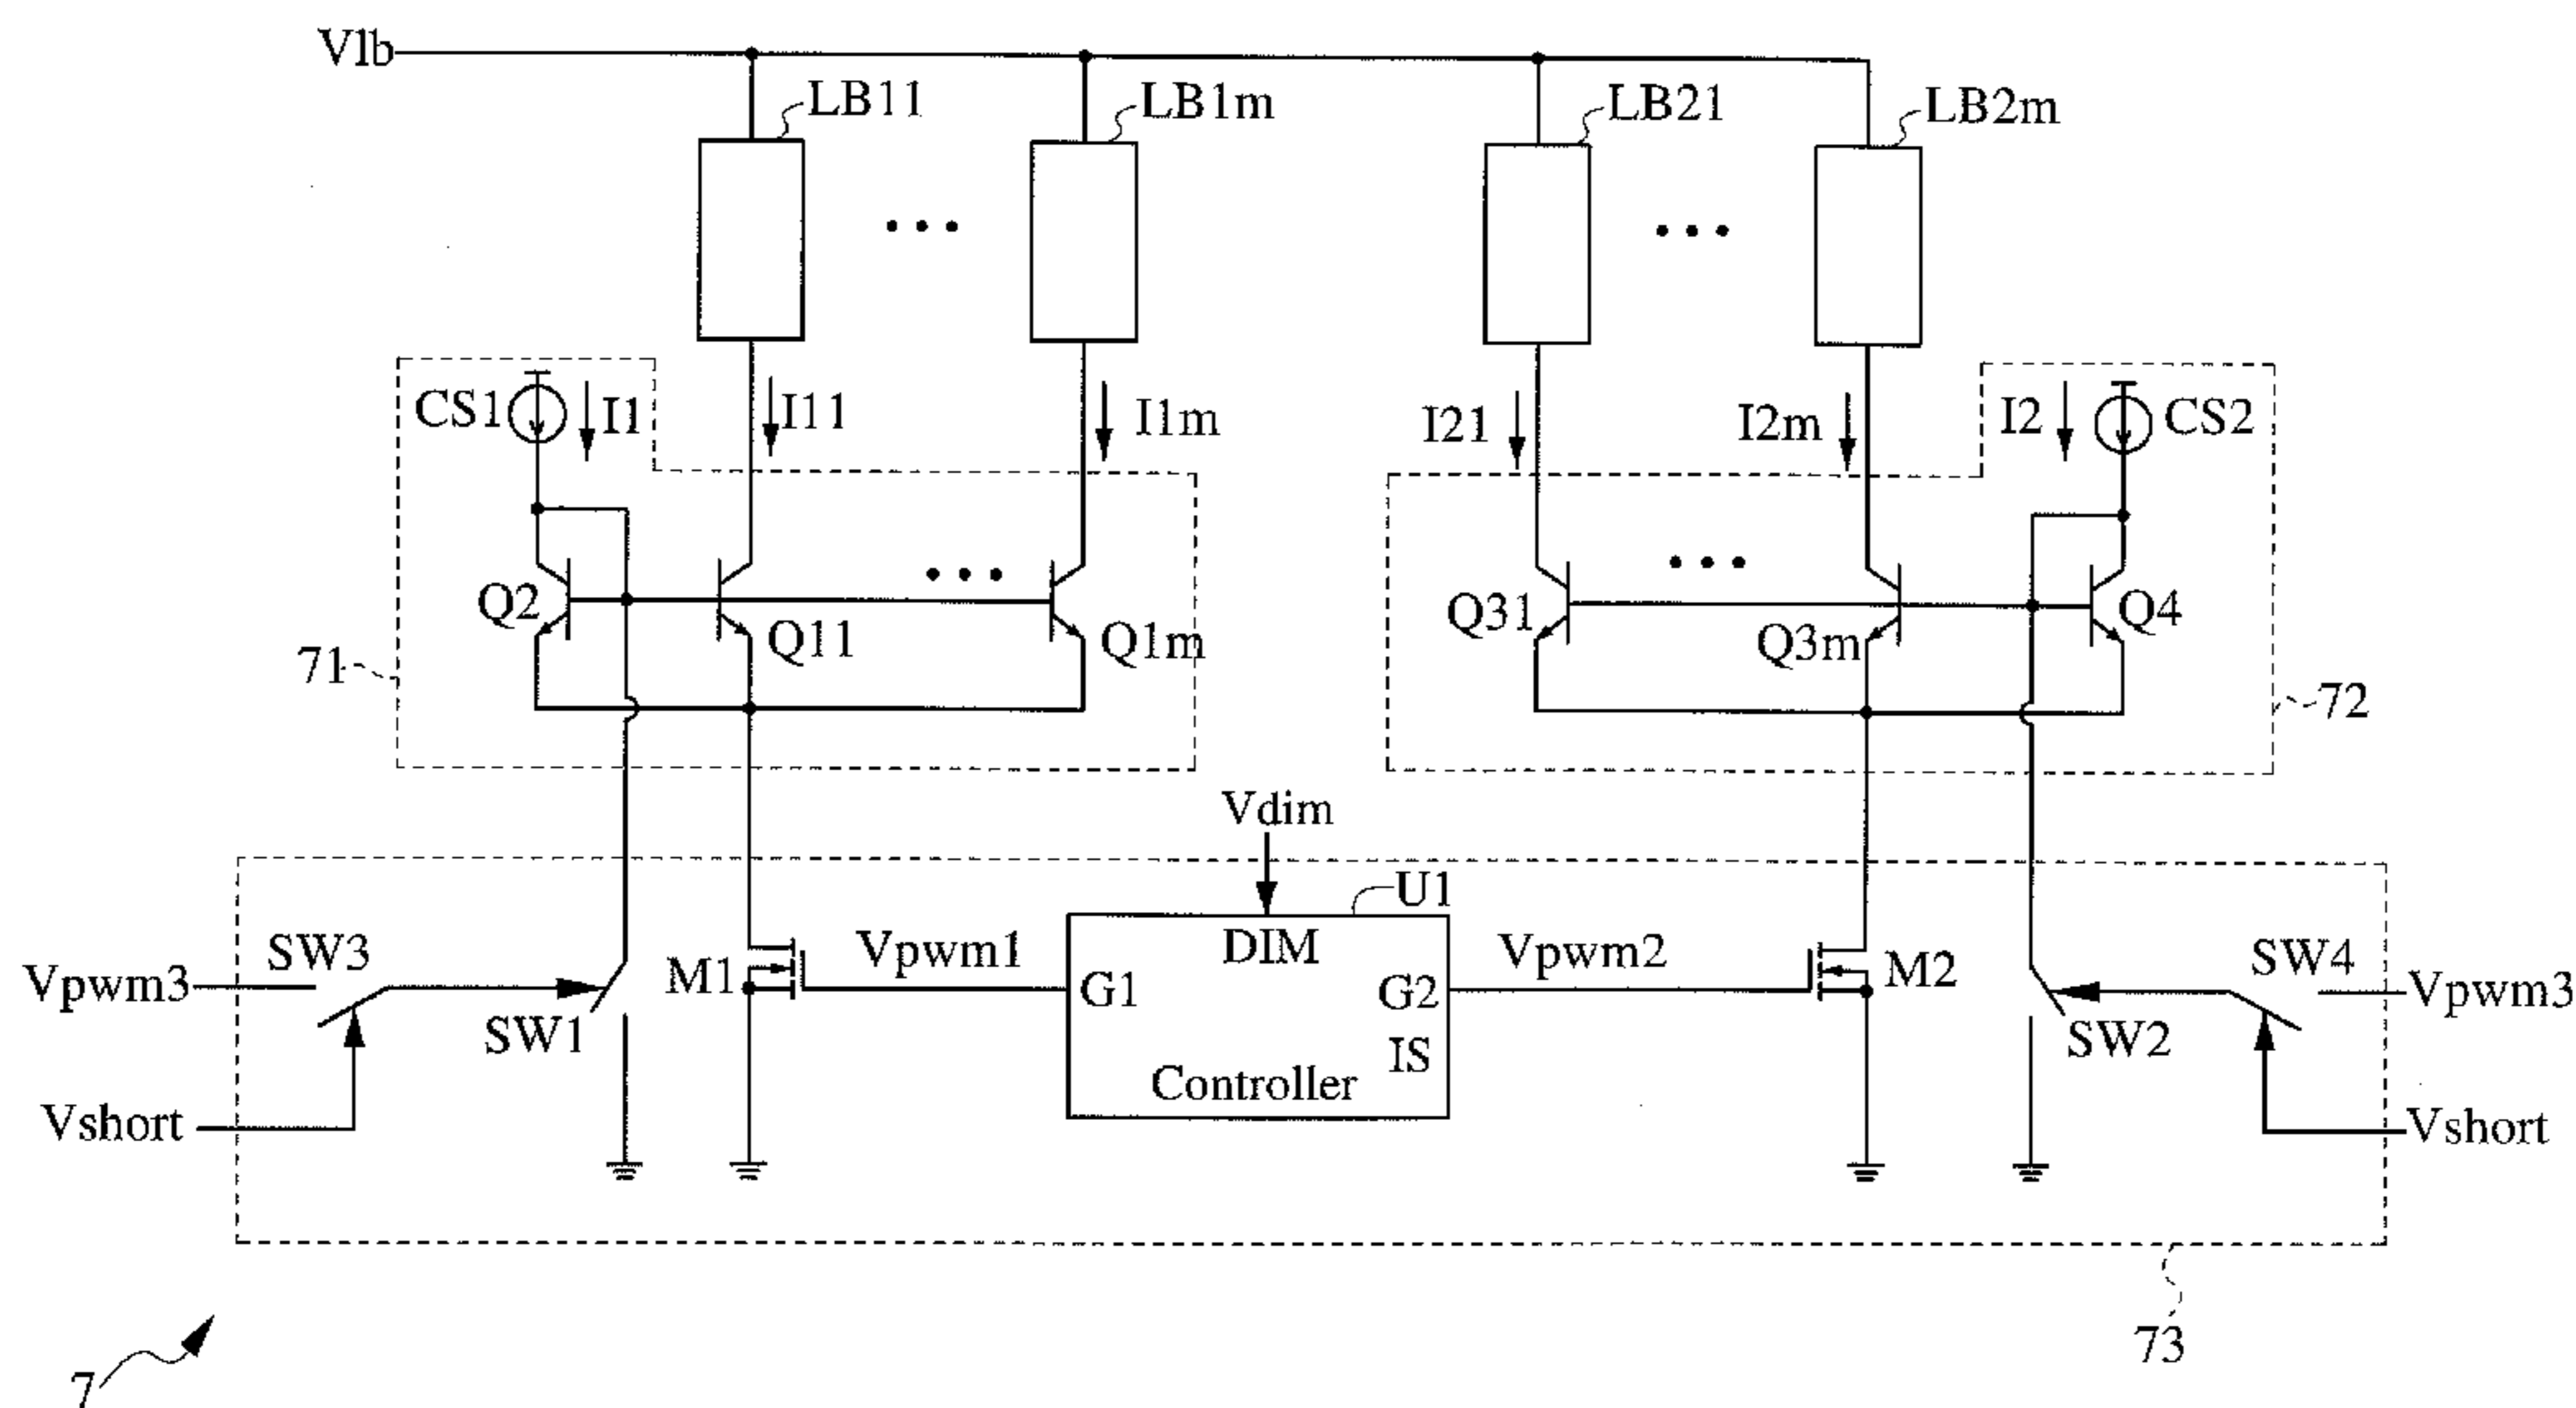 Vlb
LB11
LB1m
LB21
LB2m
CS1
I1
I11
I1m
I21
I2m
I2
CS2
Q2
Q11
Q1m
Q31
Q3m
Q4
71
72
Vdim
U1
SW3
Vpwm3
SW1
M1
Vpwm1
G1
DIM
G2
IS
Controller
Vpwm2
M2
SW4
Vpwm3
SW2
Vshort
Vshort
73
7